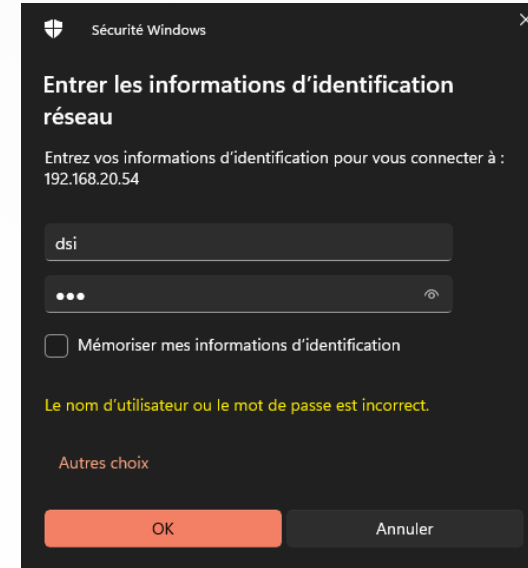 Sécurité Windows
Entrer les informations d’identification
réseau
Entrez vos informations d’identification pour vous connecter à :
192.168.20.54
dsi
•••
Mémoriser mes informations d’identification
Le nom d’utilisateur ou le mot de passe est incorrect.
Autres choix
OK
Annuler